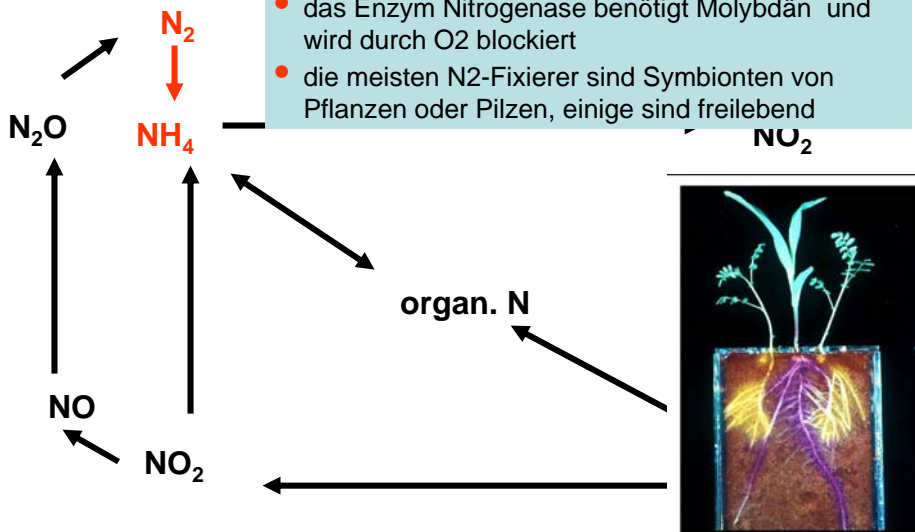 • das Enzym Nitrogenase benötigt Molybdän und
wird durch O2 blockiert
• die meisten N2-Fixierer sind Symbionten von
Pflanzen oder Pilzen, einige sind freilebend
N₂
N₂O
NH₄
NO₂
organ. N
NO
NO₂